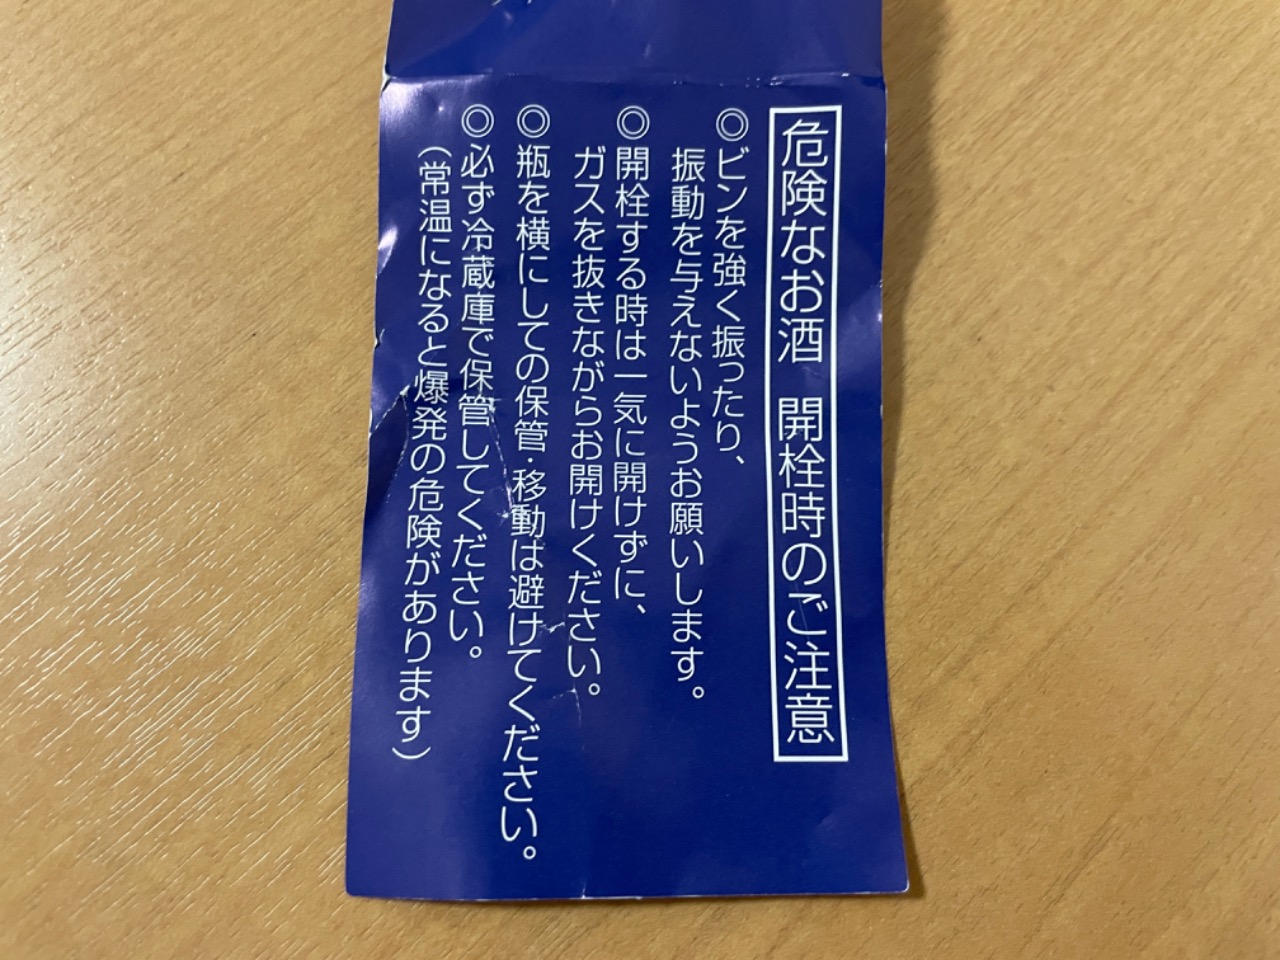 危険なお酒　開栓時のご注意
◎ビンを強く振ったり、
振動を与えないようお願いします。
◎開栓する時は一気に開けずに、
ガスを抜きながらお開けください。
◎瓶を横にしての保管・移動は避けてください。
◎必ず冷蔵庫で保管してください。
（常温になると爆発の危険があります）